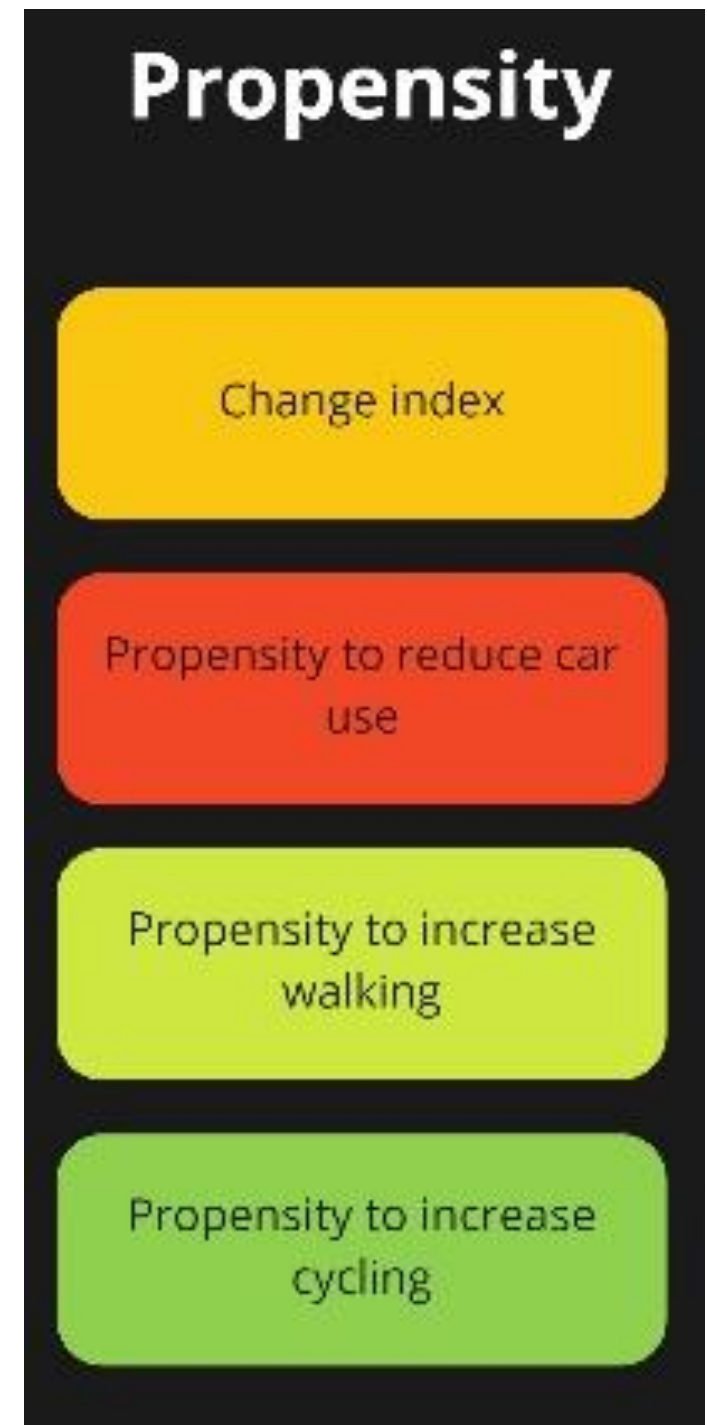 Propensity
Change index
Propensity to reduce car
use
Propensity to increase
walking
Propensity to increase
cycling